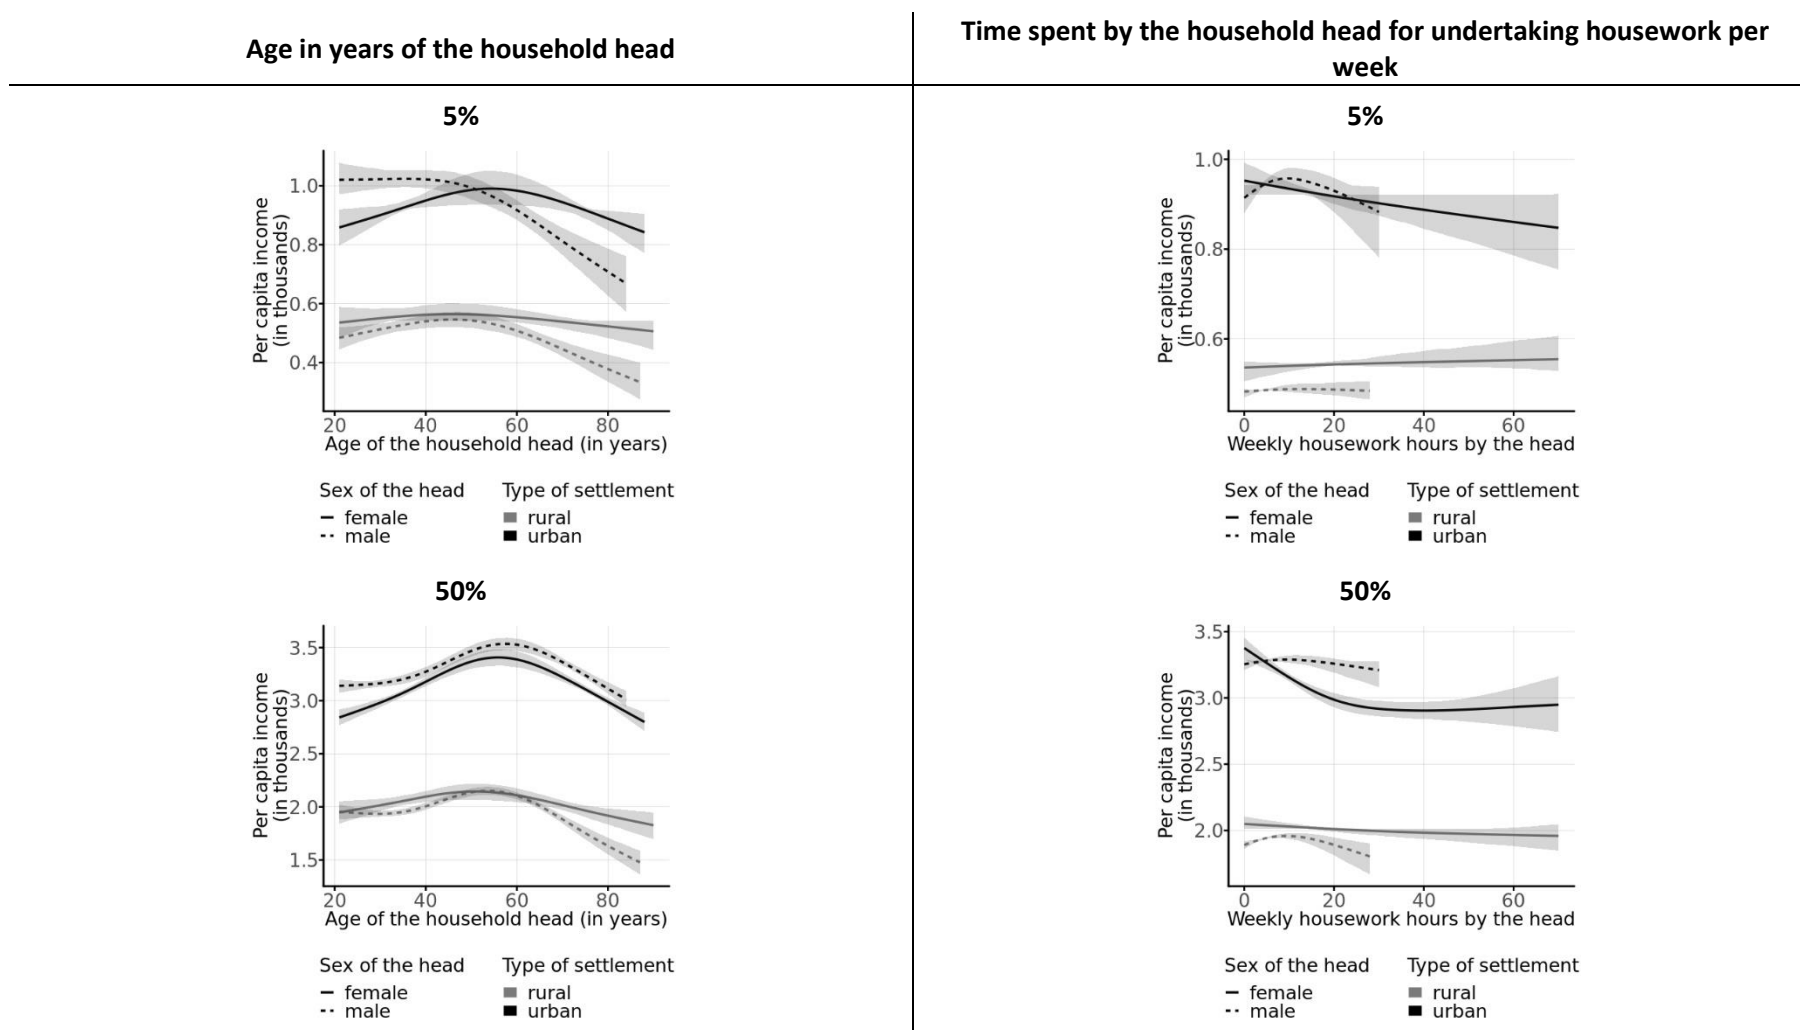 Age in years of the household head
Time spent by the household head for undertaking housework per
week
5%
1.0
0.8
0.6
0.4
Per capita income
(in thousands)
20 40 60 80
Age of the household head (in years)
Sex of the head Type of settlement
female rural
male urban
5%
1.0
0.8
0.6
Per capita income
(in thousands)
0 20 40 60
Weekly housework hours by the head
Sex of the head Type of settlement
female rural
male urban
50%
3.5
3.0
2.5
2.0
1.5
Per capita income
(in thousands)
20 40 60 80
Age of the household head (in years)
Sex of the head Type of settlement
female rural
male urban
50%
3.5
3.0
2.5
2.0
Per capita income
(in thousands)
0 20 40 60
Weekly housework hours by the head
Sex of the head Type of settlement
female rural
male urban